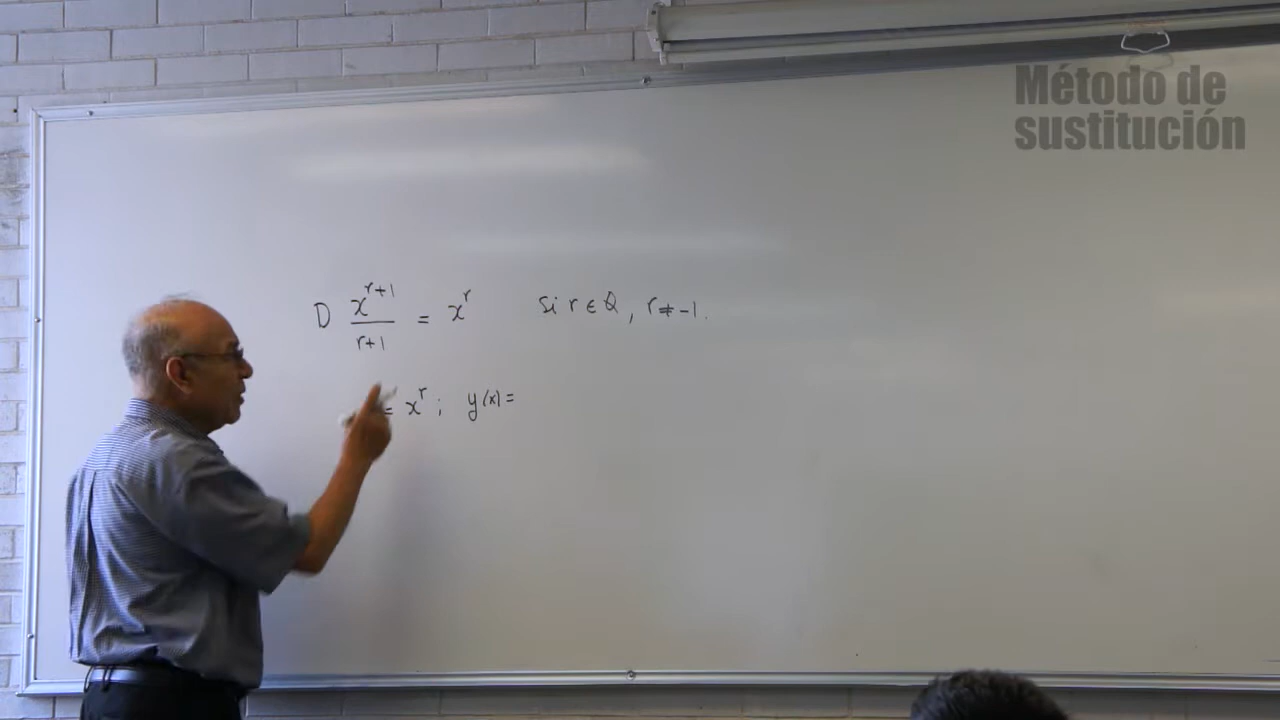 Método de
sustitución
D x^{r+1}/r+1 = x^r si r ∈ Q, r ≠ -1.
= x^r ; y(x) =